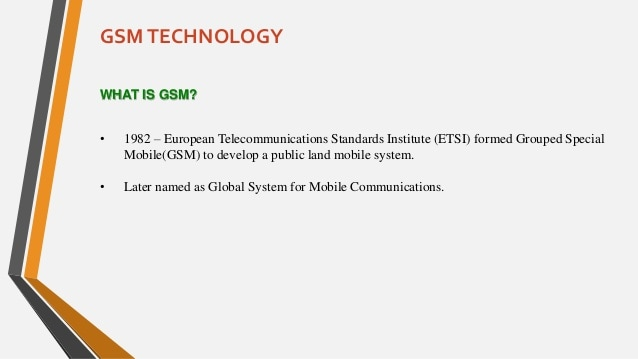 GSM TECHNOLOGY
WHAT IS GSM?
• 1982 – European Telecommunications Standards Institute (ETSI) formed Grouped Special
Mobile(GSM) to develop a public land mobile system.
• Later named as Global System for Mobile Communications.